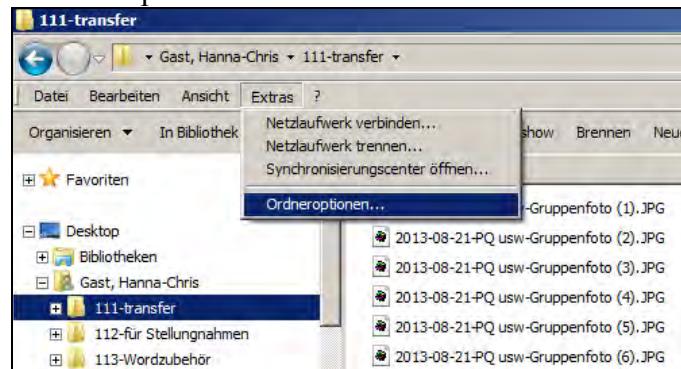 111-transfer
Gast, Hanna-Chris 111-transfer
Datei Bearbeiten Ansicht Extras ?
Organisieren In Bibliothek show Brennen Neu
Netzlaufwerk verbinden...
Netzlaufwerk trennen...
Synchronisierungscenter öffnen...
Ordneroptionen...
Favoriten
Desktop
Bibliotheken
Gast, Hanna-Chris
111-transfer
112-für Stellungnahmen
113-Wordzubehör
w-Gruppenfoto (1).JPG
2013-08-21-PQ usw-Gruppenfoto (2).JPG
2013-08-21-PQ usw-Gruppenfoto (3).JPG
2013-08-21-PQ usw-Gruppenfoto (4).JPG
2013-08-21-PQ usw-Gruppenfoto (5).JPG
2013-08-21-PQ usw-Gruppenfoto (6).JPG